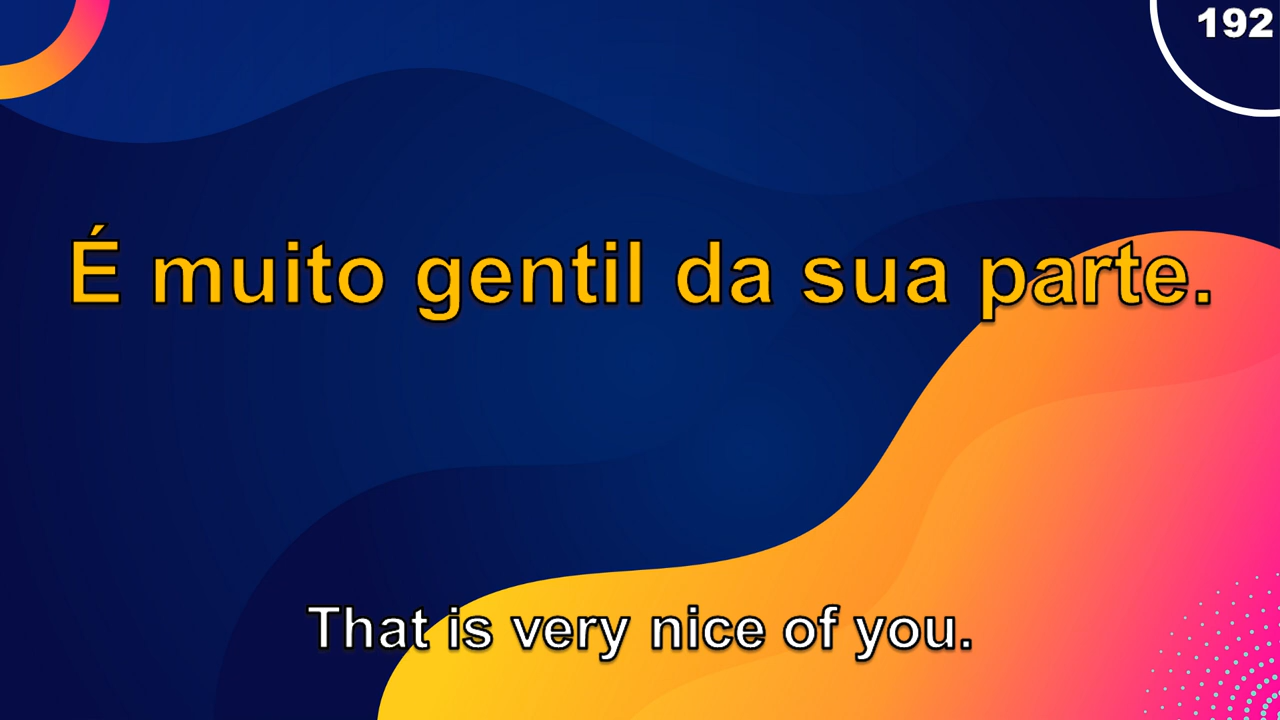 192
É muito gentil da sua parte.
That is very nice of you.